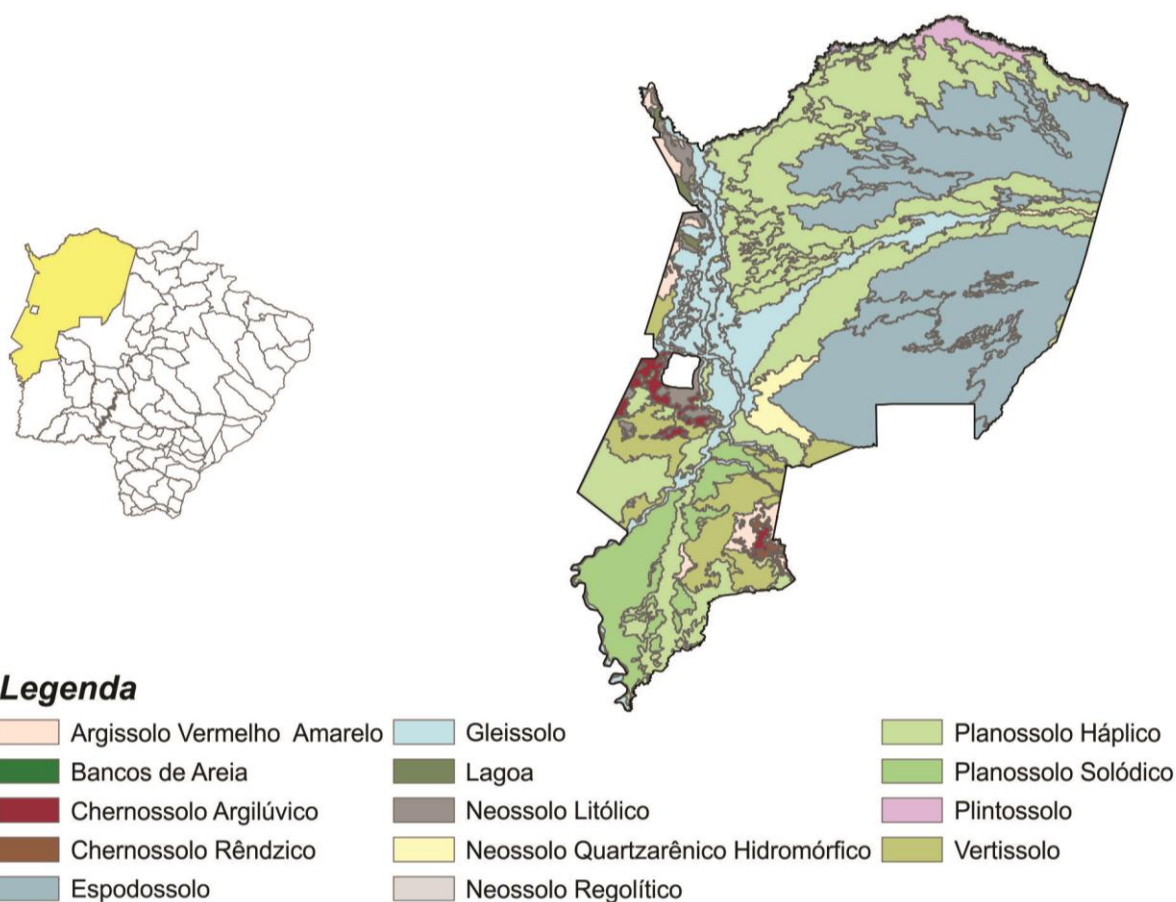 Legenda
Argissolo Vermelho Amarelo
Bancos de Areia
Chernossolo Argilúvico
Chernossolo Rêndzico
Espodossolo
Gleissolo
Lagoa
Neossolo Litólico
Neossolo Quartzarênico Hidromórfico
Neossolo Regolítico
Planossolo Háplico
Planossolo Solódico
Plintossolo
Vertissolo